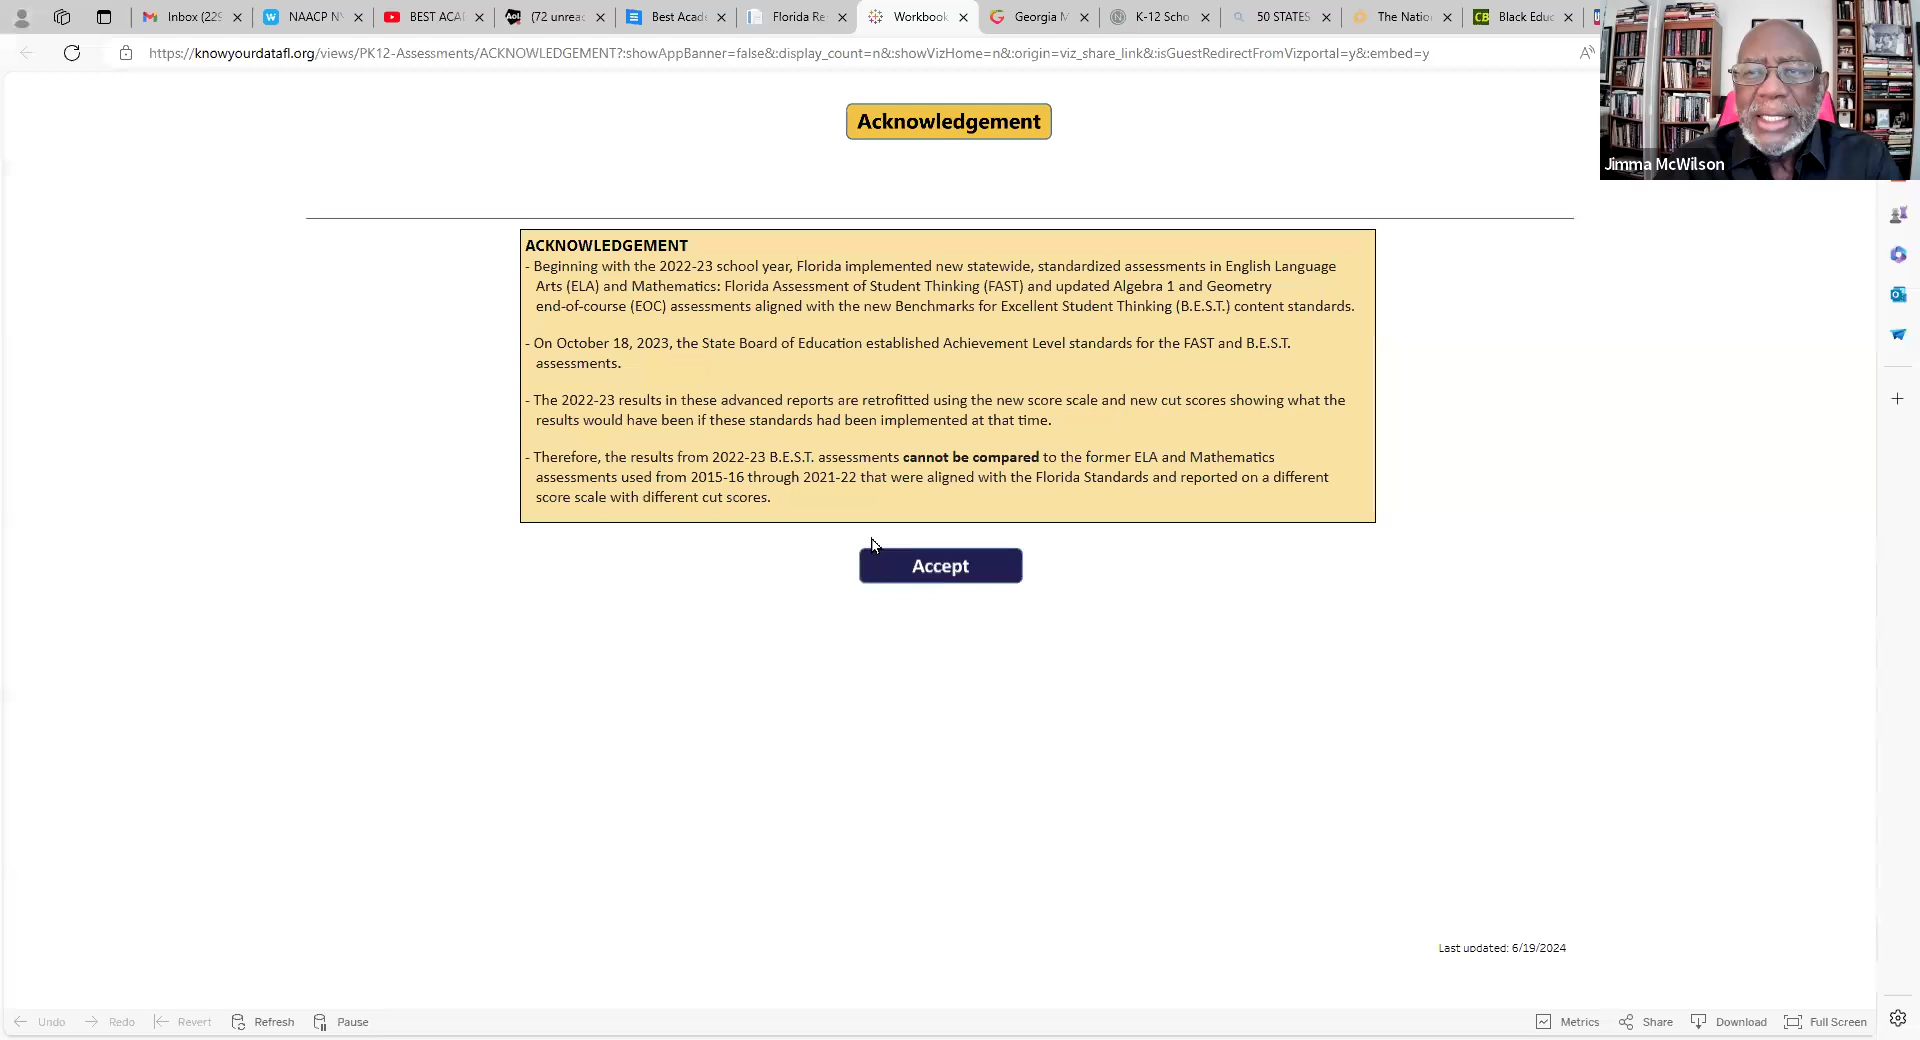 Inbox (229
NAACP NY
BEST ACAD
AoL
(72 unread
Best Acade
Florida Re
Workbook
Georgia M
K-12 Scho
50 STATES
The Natio
CB
Black Educ
https://knowyourdatafl.org/views/PK12-Assessments/ACKNOWLEDGEMENT?:showAppBanner=false&:display_count=n&:showVizHome=n&:origin=viz_share_link&:isGuestRedirectFromVizportal=y&:embed=y
Jimma McWilson
Acknowledgement
ACKNOWLEDGEMENT
- Beginning with the 2022-23 school year, Florida implemented new statewide, standardized assessments in English Language
Arts (ELA) and Mathematics: Florida Assessment of Student Thinking (FAST) and updated Algebra 1 and Geometry
end-of-course (EOC) assessments aligned with the new Benchmarks for Excellent Student Thinking (B.E.S.T.) content standards.
- On October 18, 2023, the State Board of Education established Achievement Level standards for the FAST and B.E.S.T.
assessments.
- The 2022-23 results in these advanced reports are retrofitted using the new score scale and new cut scores showing what the
results would have been if these standards had been implemented at that time.
- Therefore, the results from 2022-23 B.E.S.T. assessments cannot be compared to the former ELA and Mathematics
assessments used from 2015-16 through 2021-22 that were aligned with the Florida Standards and reported on a different
score scale with different cut scores.
Accept
Last updated: 6/19/2024
Undo
Redo
Revert
Refresh
Pause
Metrics
Share
Download
Full Screen